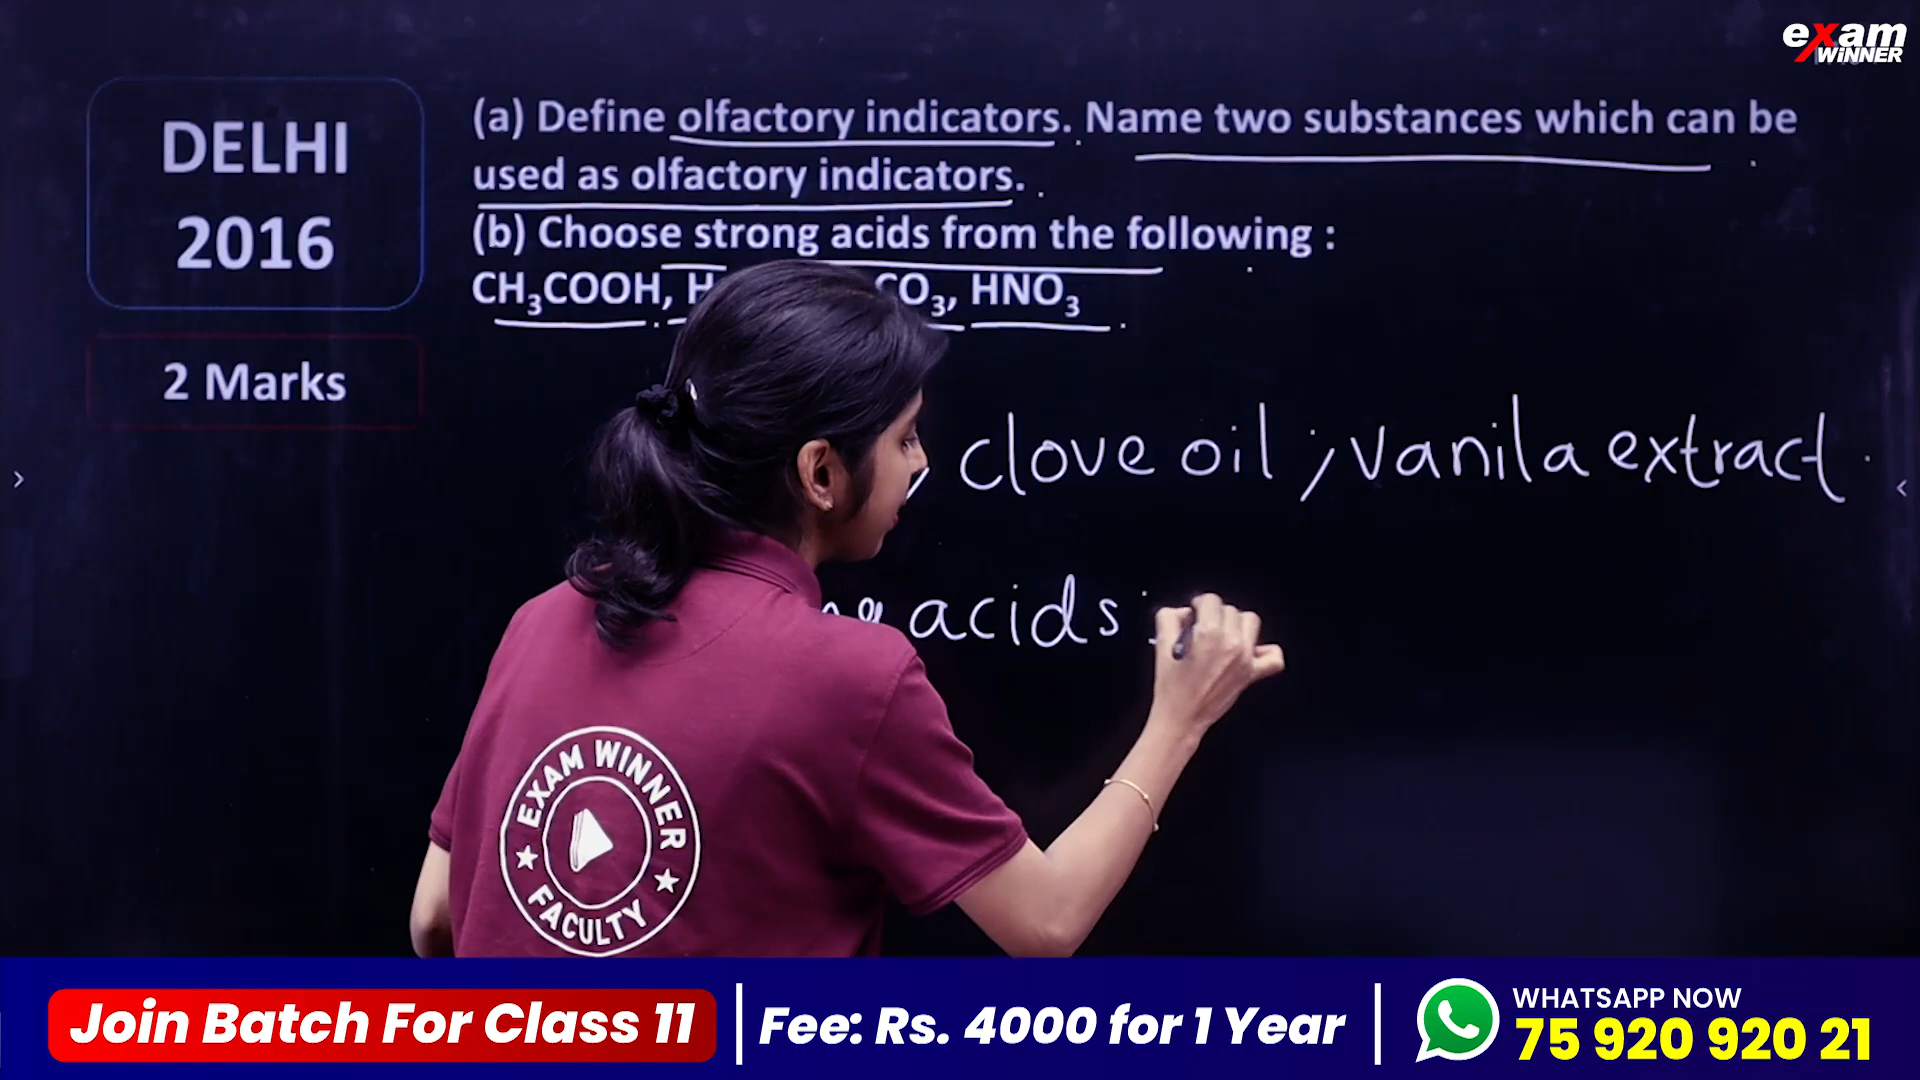 exam
WiNNER
DELHI
2016
2 Marks
(a) Define olfactory indicators. Name two substances which can be
used as olfactory indicators.
(b) Choose strong acids from the following :
CH₃COOH, H CO₃, HNO₃
, clove oil ; vanila extract.
acids :
EXAM WINNER
FACULTY
Join Batch For Class 11
Fee: Rs. 4000 for 1 Year
WHATSAPP NOW
75 920 920 21